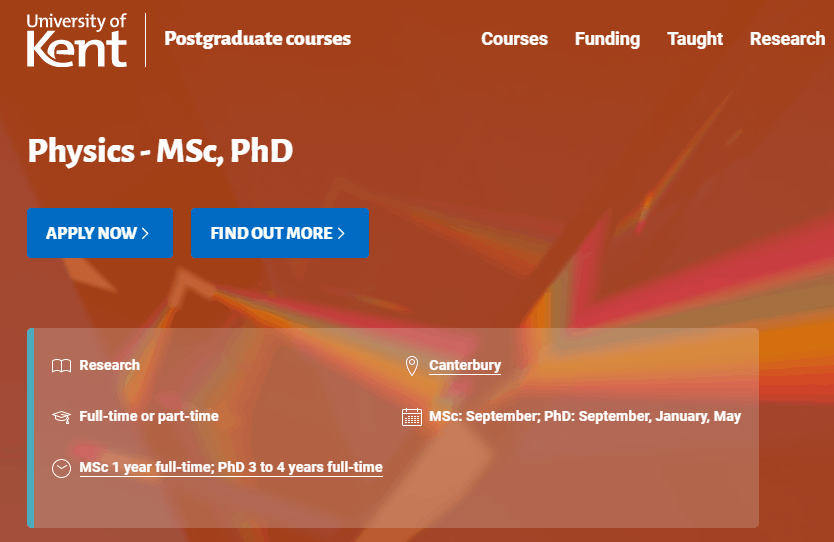 University of
Kent
Postgraduate courses
Courses Funding Taught Research
Physics - MSc, PhD
APPLY NOW
FIND OUT MORE
Research
Canterbury
Full-time or part-time
MSc: September; PhD: September, January, May
MSc 1 year full-time; PhD 3 to 4 years full-time